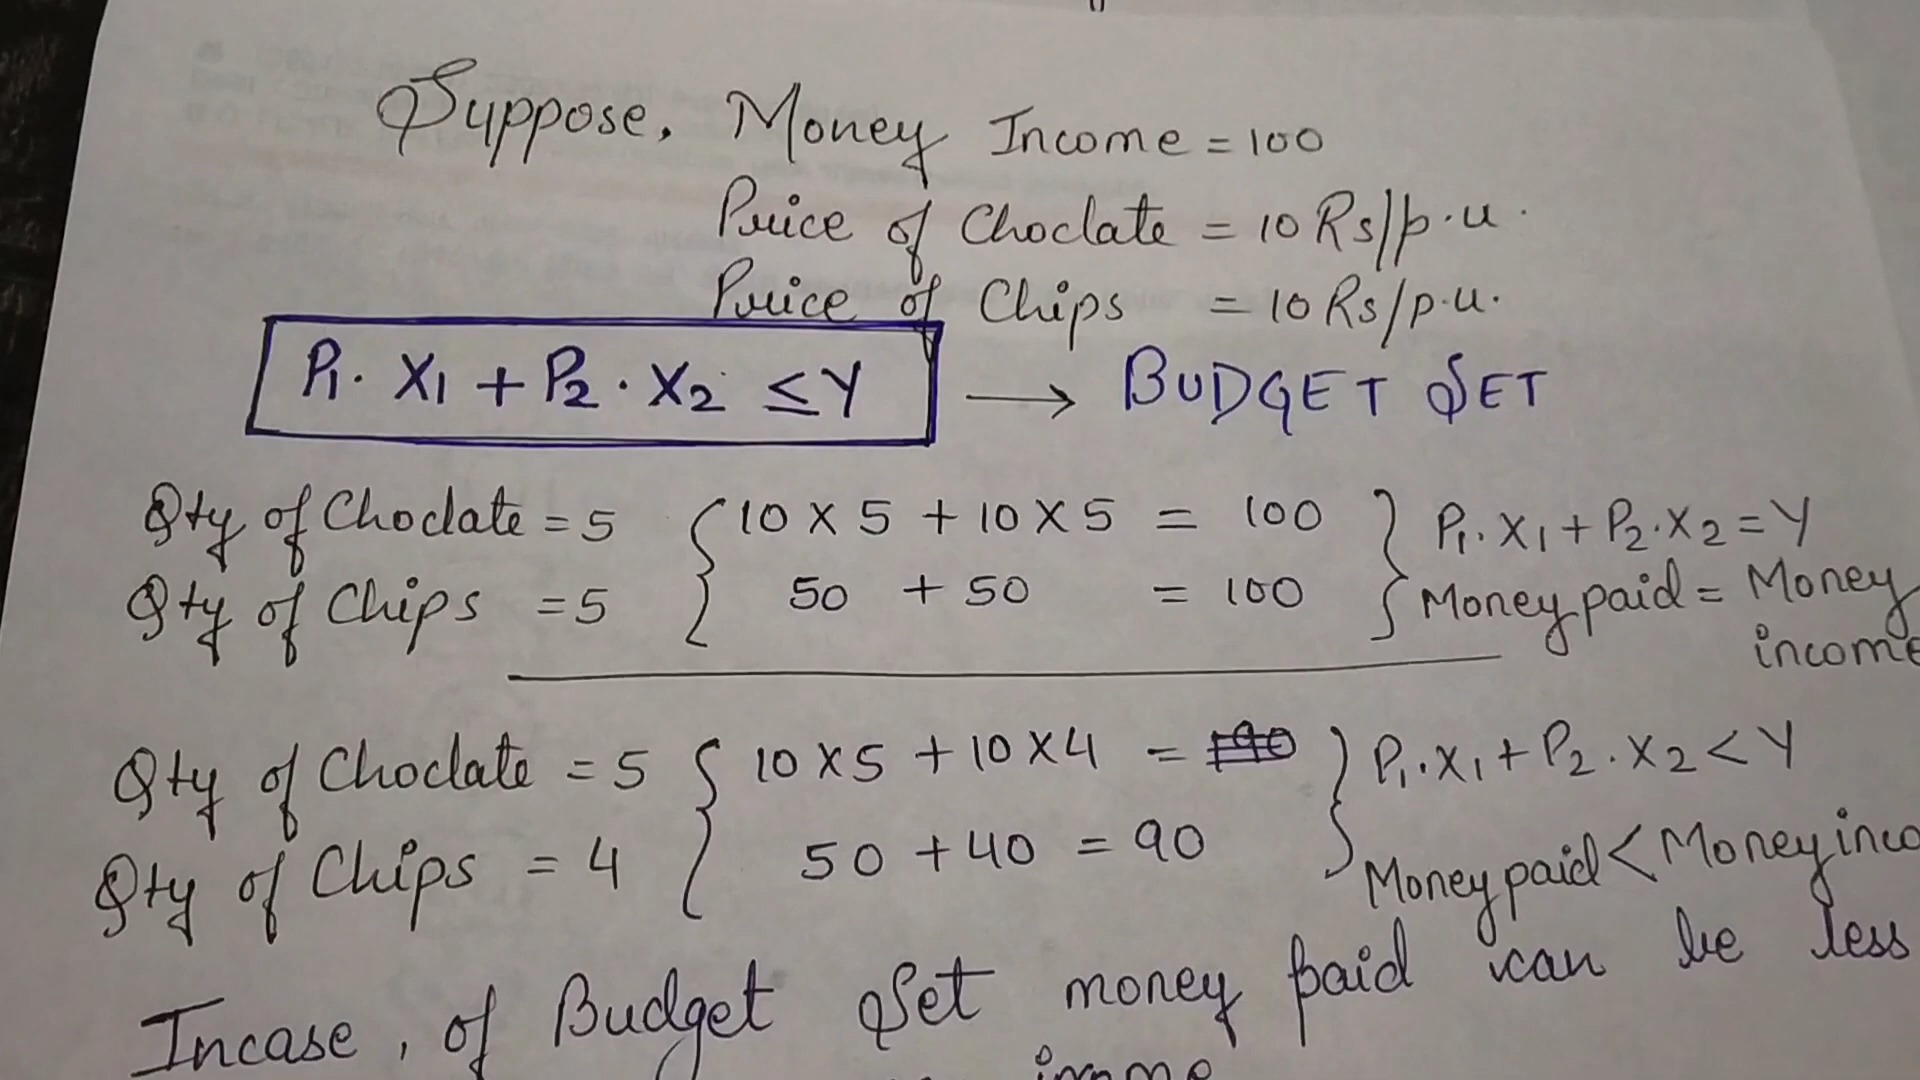 Suppose, Money Income = 100
Price of Choclate = 10 Rs//p.u.
Price of Chips = 10 Rs/p.u.
P1. X1 + P2 . X2 ≤ Y → BUDGET SET
Qty of Choclate = 5 { 10 X 5 + 10 X 5 = 100 } P1. X1 + P2. X2 = Y
Qty of Chips = 5 50 + 50 = 100 Money paid = Money income
Qty of Choclate = 5 { 10 X 5 + 10 X 4 = } P1. X1 + P2. X2 < Y
Qty of Chips = 4 50 + 40 = 90 Money paid < Money inco
Incase, of Budget Set money paid can be less